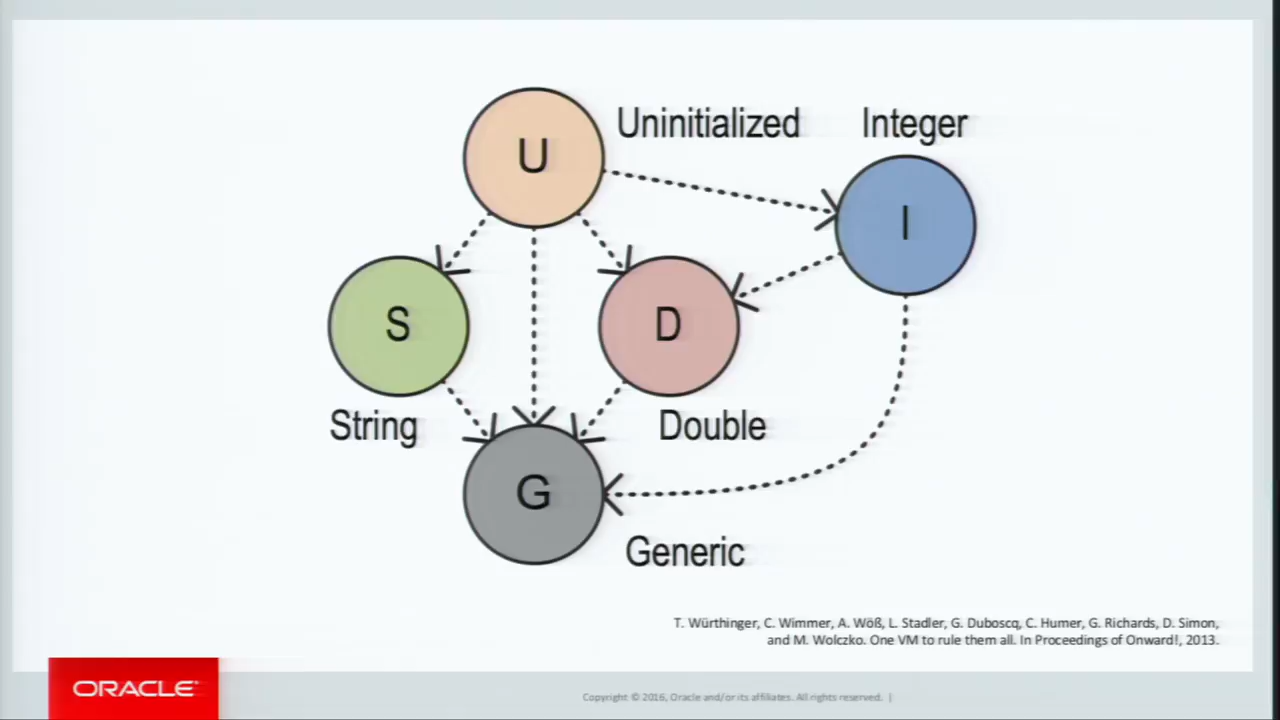 U
Uninitialized
Integer
I
S
D
String
Double
G
Generic
T. Würthinger, C. Wimmer, A. Wöß, L. Stadler, G. Duboscq, C. Humer, G. Richards, D. Simon,
and M. Wolczko. One VM to rule them all. In Proceedings of Onward!, 2013.
ORACLE
Copyright © 2016, Oracle and/or its affiliates. All rights reserved. |